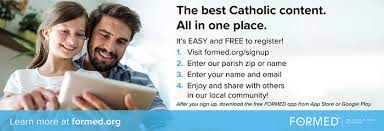 The best Catholic content.
All in one place.
It's EASY and FREE to register!
1. Visit formed.org/signup
2. Enter our parish zip or name
3. Enter your name and email
4. Enjoy and share with others
in our local community!
After you sign up, download the free FORMED app from App Store or Google Play.
Learn more at formed.org
FORMED